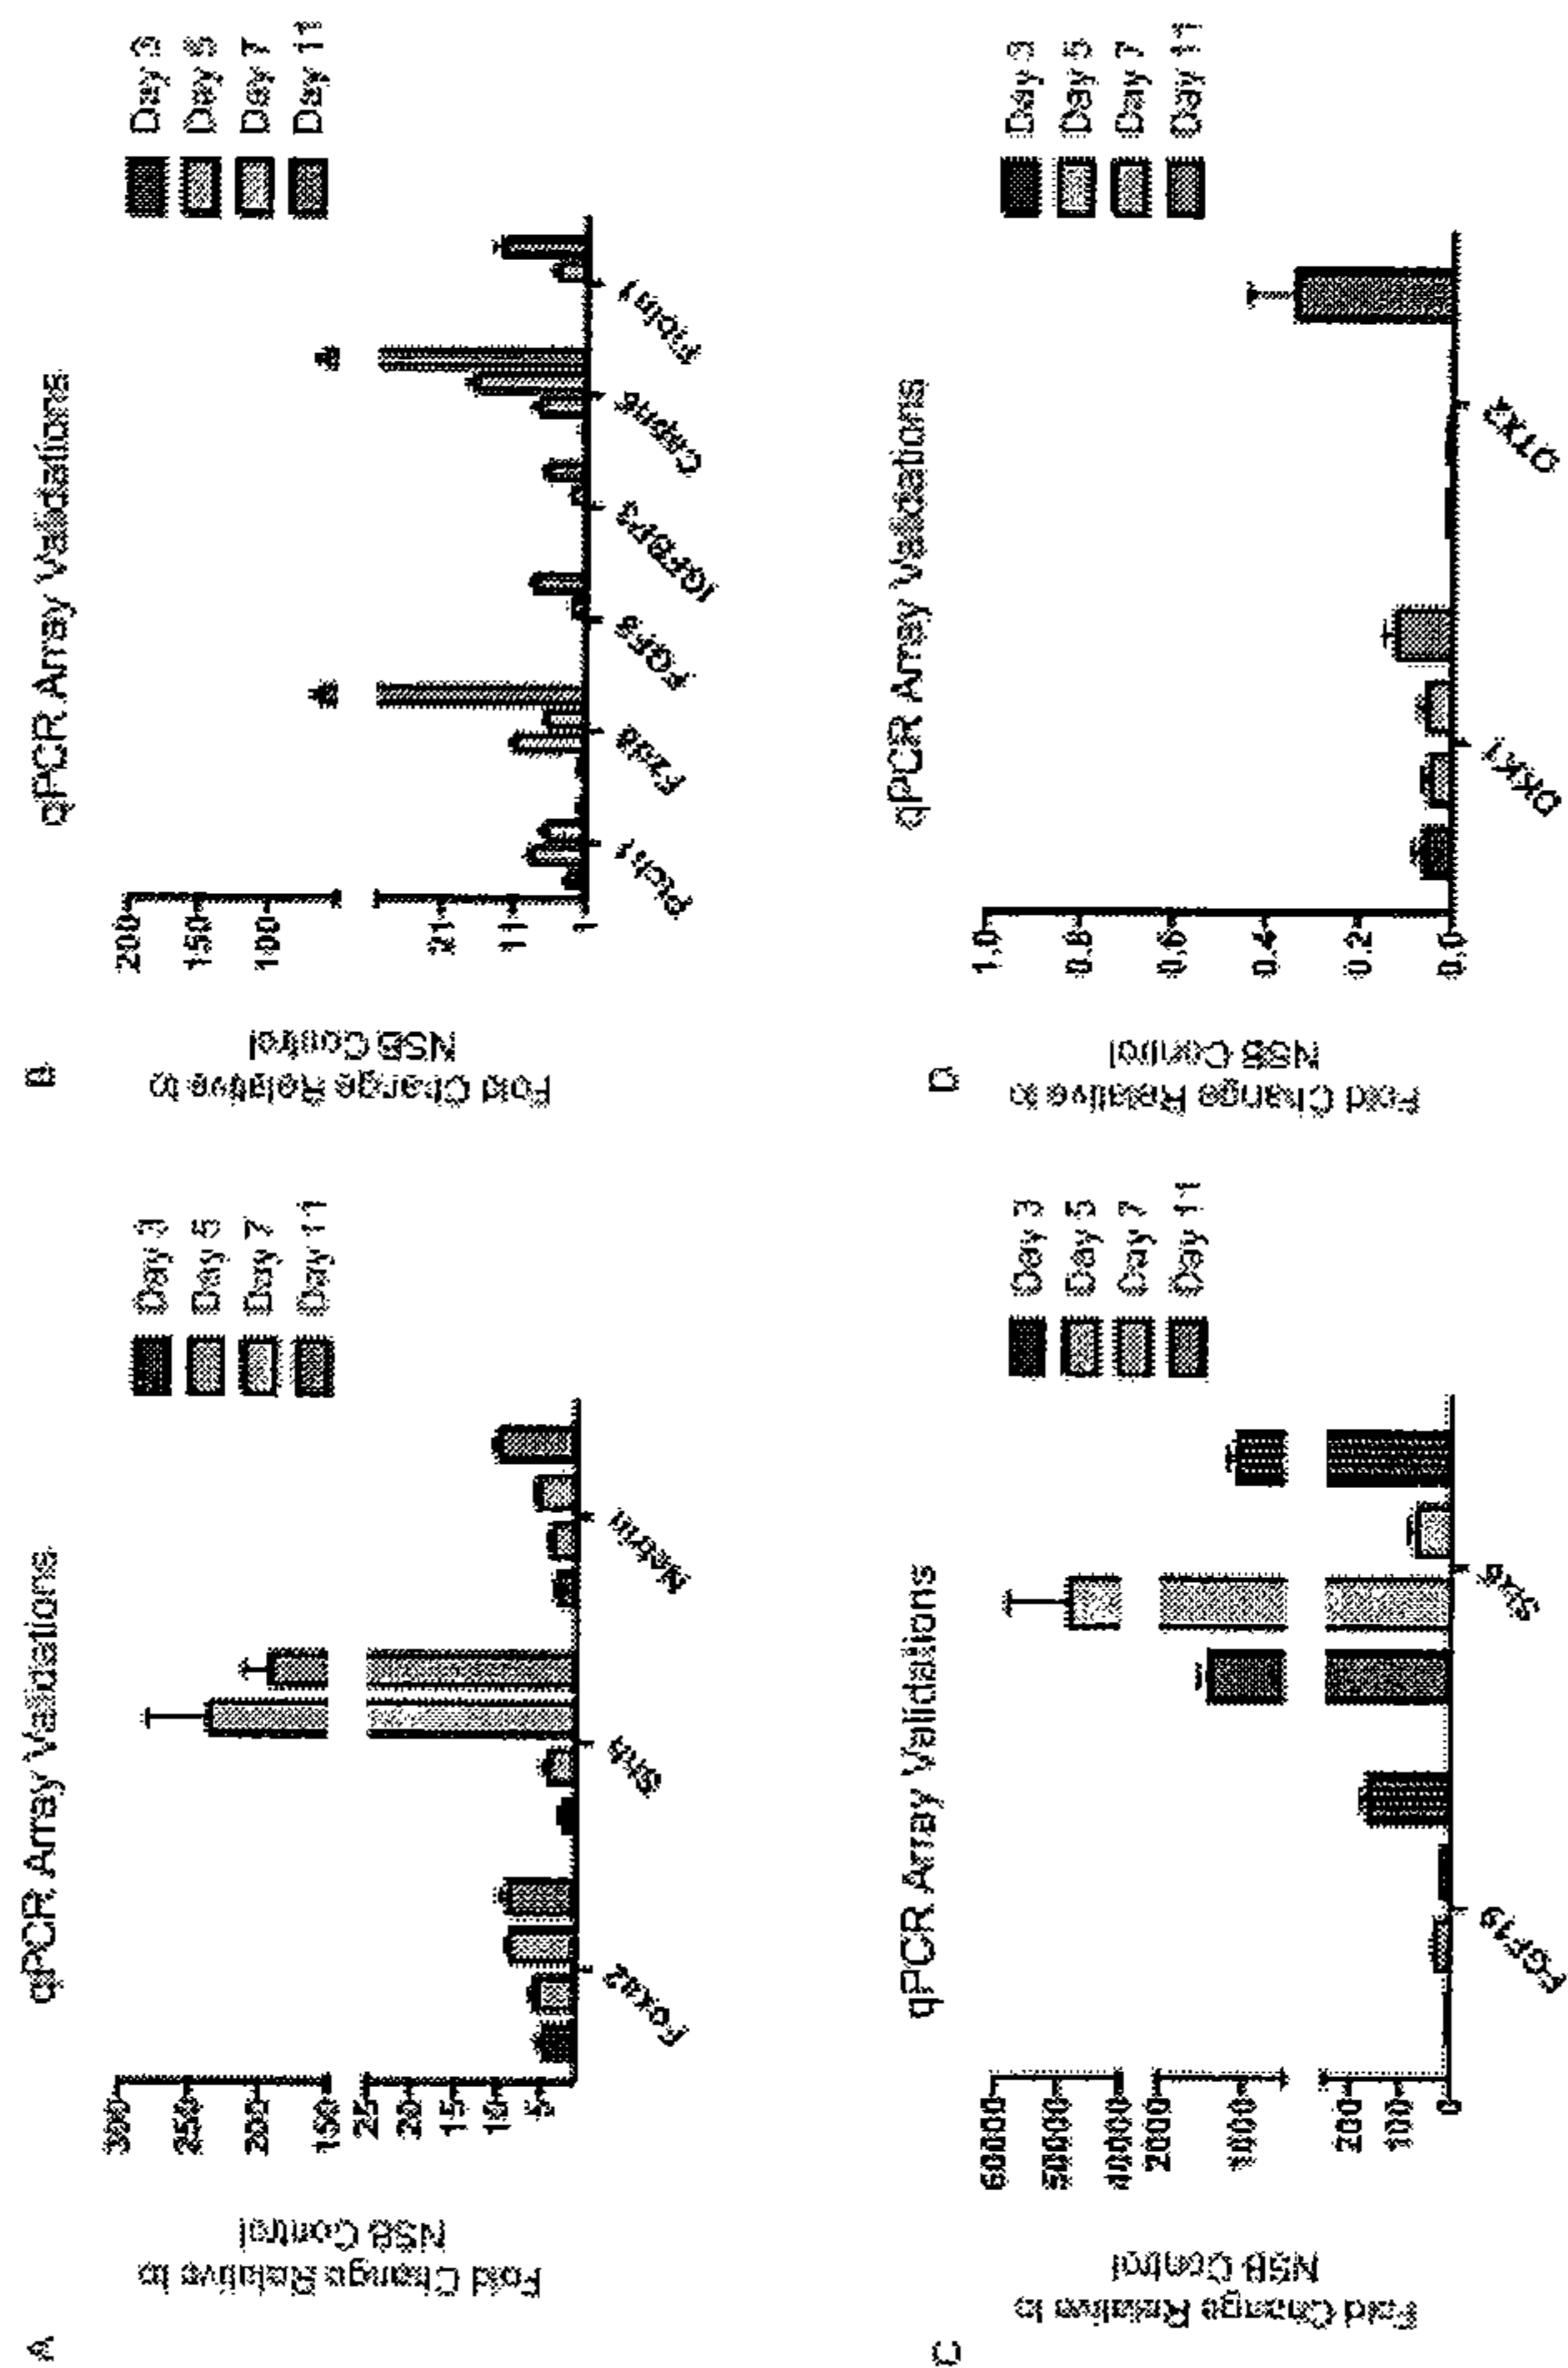 A
qPCR Array Validations
Fold Change Relative to
NSB Control
300
250
200
150
25
20
15
10
5
Foxa2
Shh
Netrin
Day 3
Day 5
Day 7
Day 11
B
qPCR Array Validations
Fold Change Relative to
NSB Control
200
150
100
21
11
1
Ptch1
Fzd8
FGF8
IGFBP3
Capn6
Day 3
Day 5
Day 7
Day 11
C
qPCR Array Validations
Fold Change Relative to
NSB Control
60000
50000
40000
2000
1000
200
100
0
FGF19
Six6
Day 3
Day 5
Day 7
Day 11
D
qPCR Array Validations
Fold Change Relative to
NSB Control
1.0
0.8
0.6
0.4
0.2
0.0
DKK1
OTX2
Day 3
Day 5
Day 7
Day 11